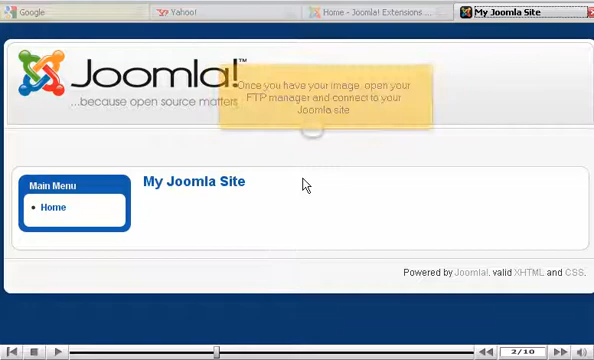 Google
Yahoo!
Home - Joomla! Extensions ...
My Joomla Site
Joomla!™
...because open source matters
Once you have your image, open your
FTP manager and connect to your
Joomla site
Main Menu
Home
My Joomla Site
Powered by Joomla!. valid XHTML and CSS.
2/10